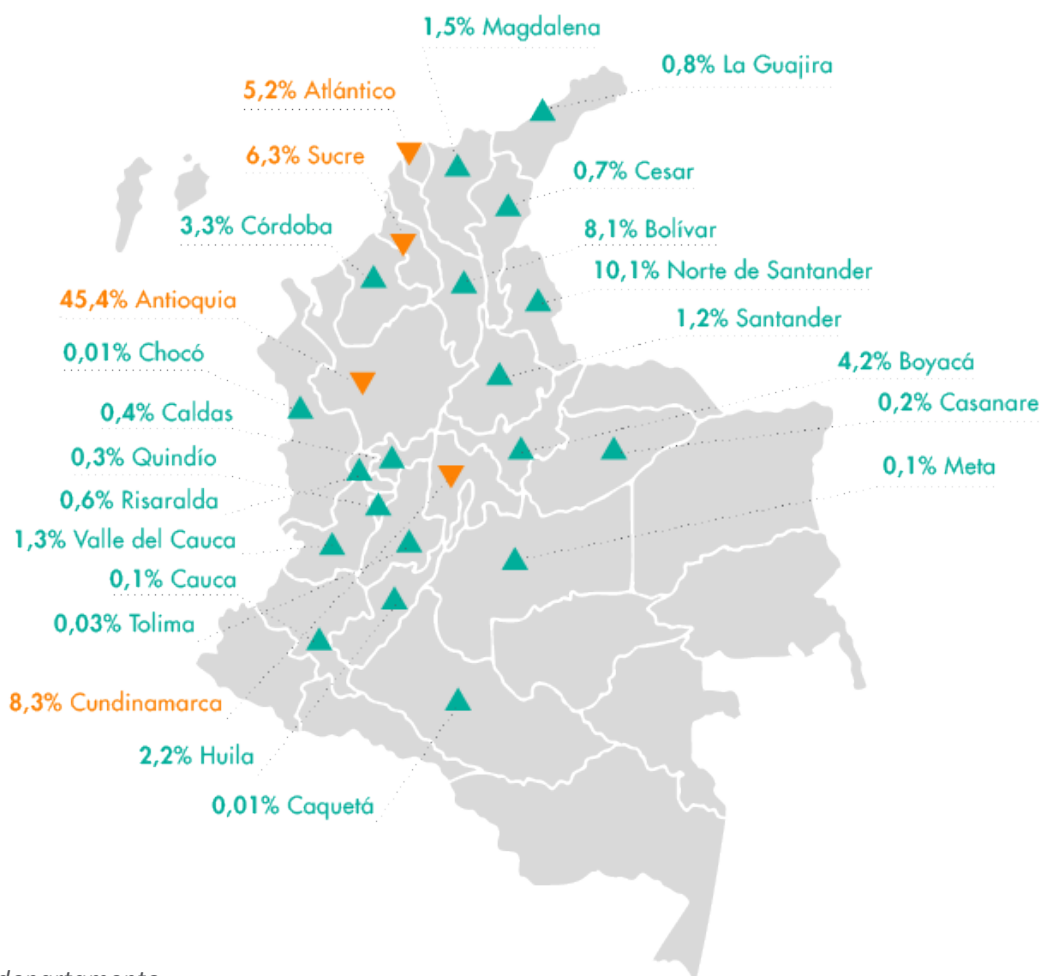 1,5% Magdalena
0,8% La Guajira
5,2% Atlántico
6,3% Sucre
0,7% Cesar
3,3% Córdoba
8,1% Bolívar
10,1% Norte de Santander
45,4% Antioquia
1,2% Santander
0,01% Chocó
4,2% Boyacá
0,4% Caldas
0,2% Casanare
0,3% Quindío
0,1% Meta
0,6% Risaralda
1,3% Valle del Cauca
0,1% Cauca
0,03% Tolima
8,3% Cundinamarca
2,2% Huila
0,01% Caquetá
departamento